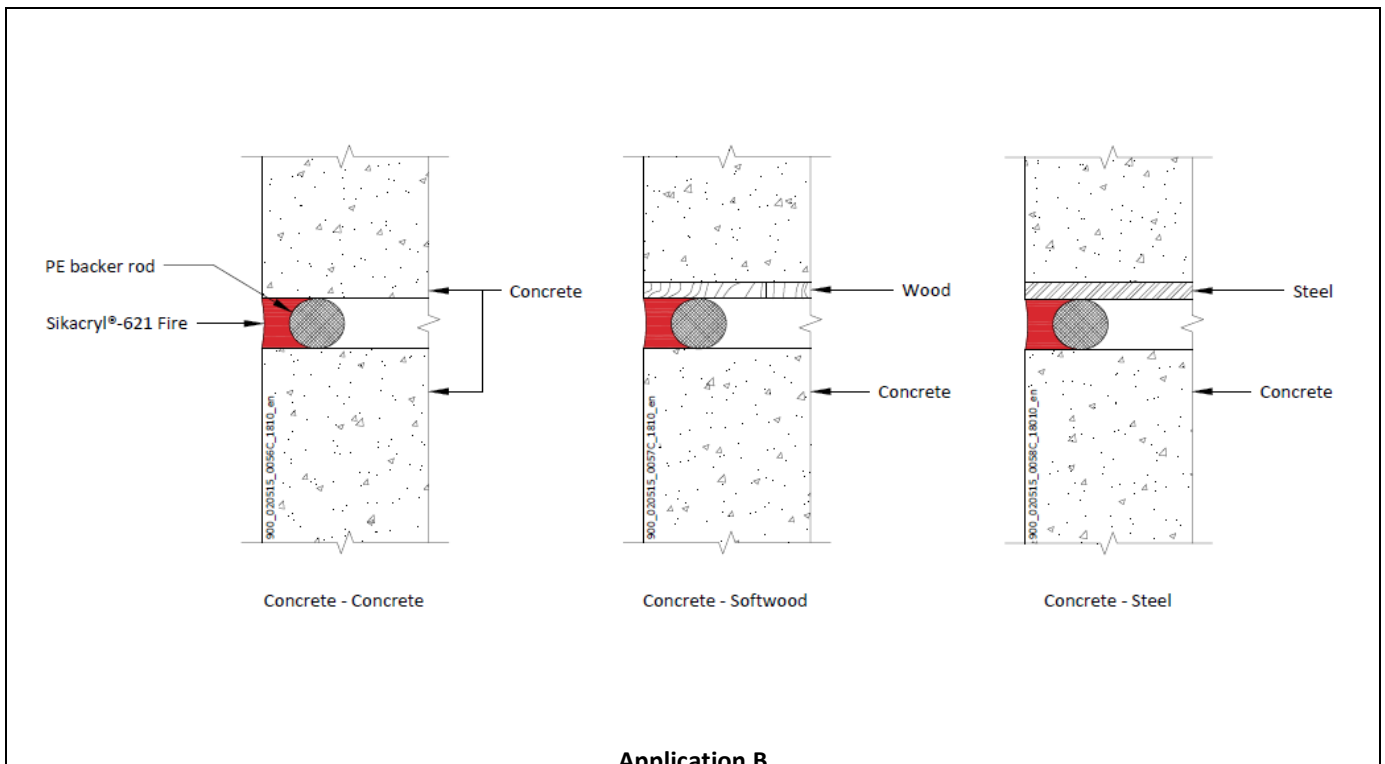 PE backer rod
Sikacryl®-621 Fire
Concrete
Wood
Concrete
Steel
Concrete
900_020515_0056C_1810_en
900_020515_0057C_1810_en
900_020515_0058C_18010_en
Concrete - Concrete
Concrete - Softwood
Concrete - Steel
Application B